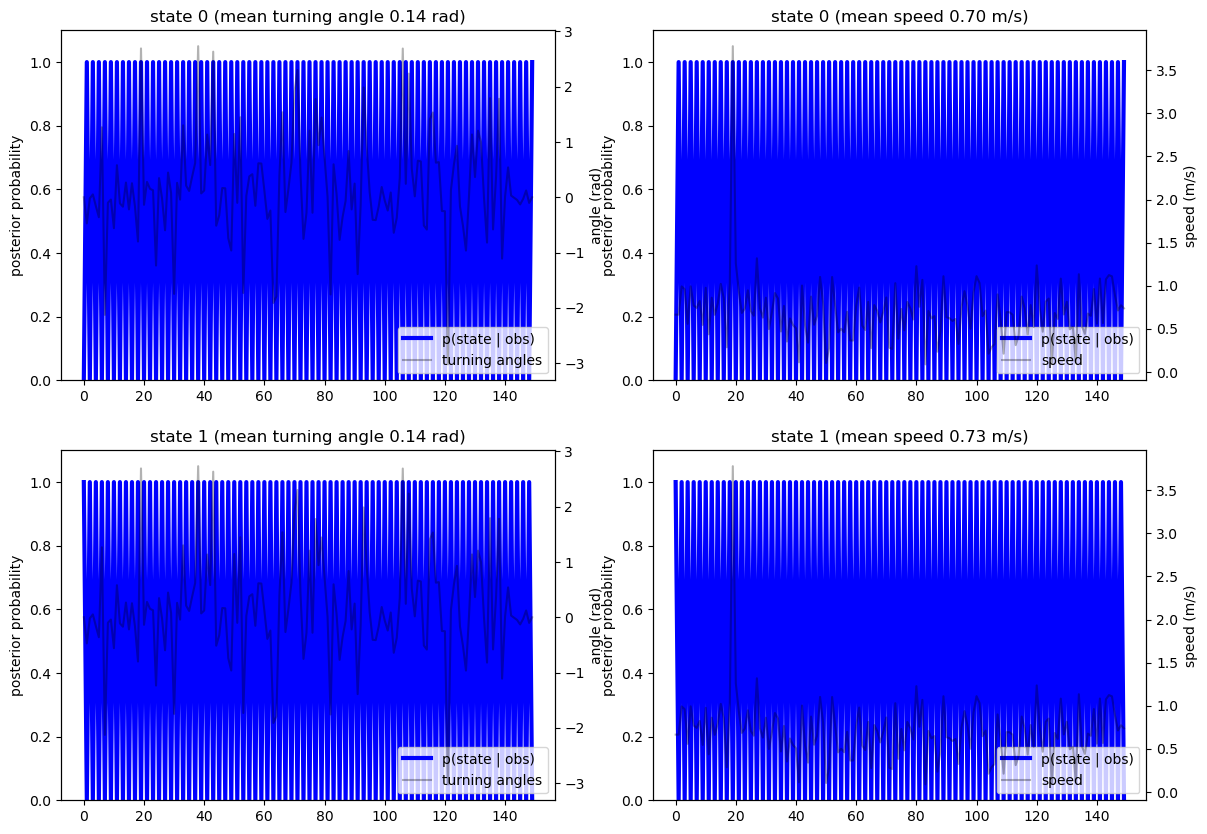 state 0 (mean turning angle 0.14 rad)
posterior probability
1.0
0.8
0.6
0.4
0.2
0.0
0 20 40 60 80 100 120 140
3
2
1
0
−1
−2
−3
angle (rad)
p(state | obs)
turning angles
state 0 (mean speed 0.70 m/s)
posterior probability
1.0
0.8
0.6
0.4
0.2
0.0
0 20 40 60 80 100 120 140
3.5
3.0
2.5
2.0
1.5
1.0
0.5
0.0
speed (m/s)
p(state | obs)
speed
state 1 (mean turning angle 0.14 rad)
posterior probability
1.0
0.8
0.6
0.4
0.2
0.0
0 20 40 60 80 100 120 140
3
2
1
0
−1
−2
−3
angle (rad)
p(state | obs)
turning angles
state 1 (mean speed 0.73 m/s)
posterior probability
1.0
0.8
0.6
0.4
0.2
0.0
0 20 40 60 80 100 120 140
3.5
3.0
2.5
2.0
1.5
1.0
0.5
0.0
speed (m/s)
p(state | obs)
speed